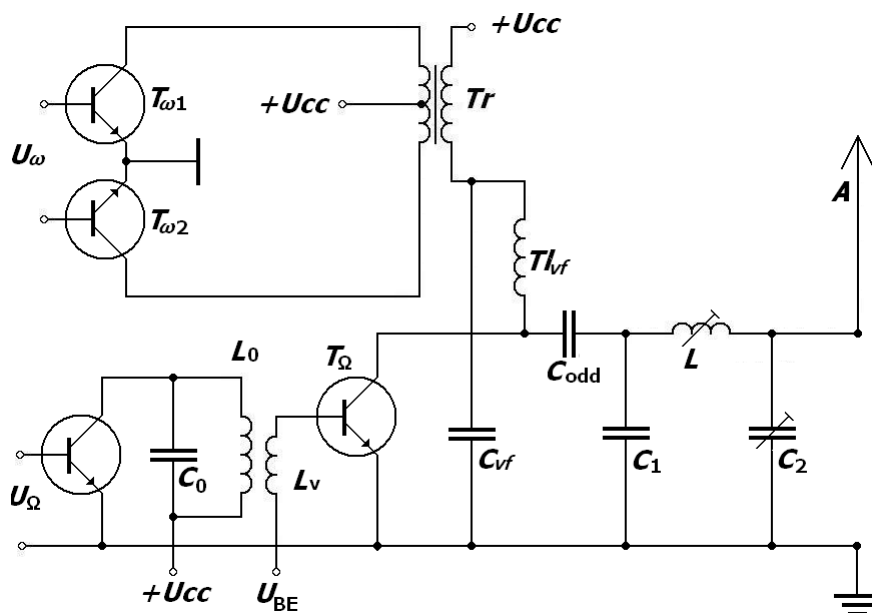 +Ucc
Tω1
+Ucc
Tr
Uω
A
Tω2
Tlvf
L0
TΩ
Codd
L
C0
Lv
Cvf
C1
C2
UΩ
+Ucc
UBE